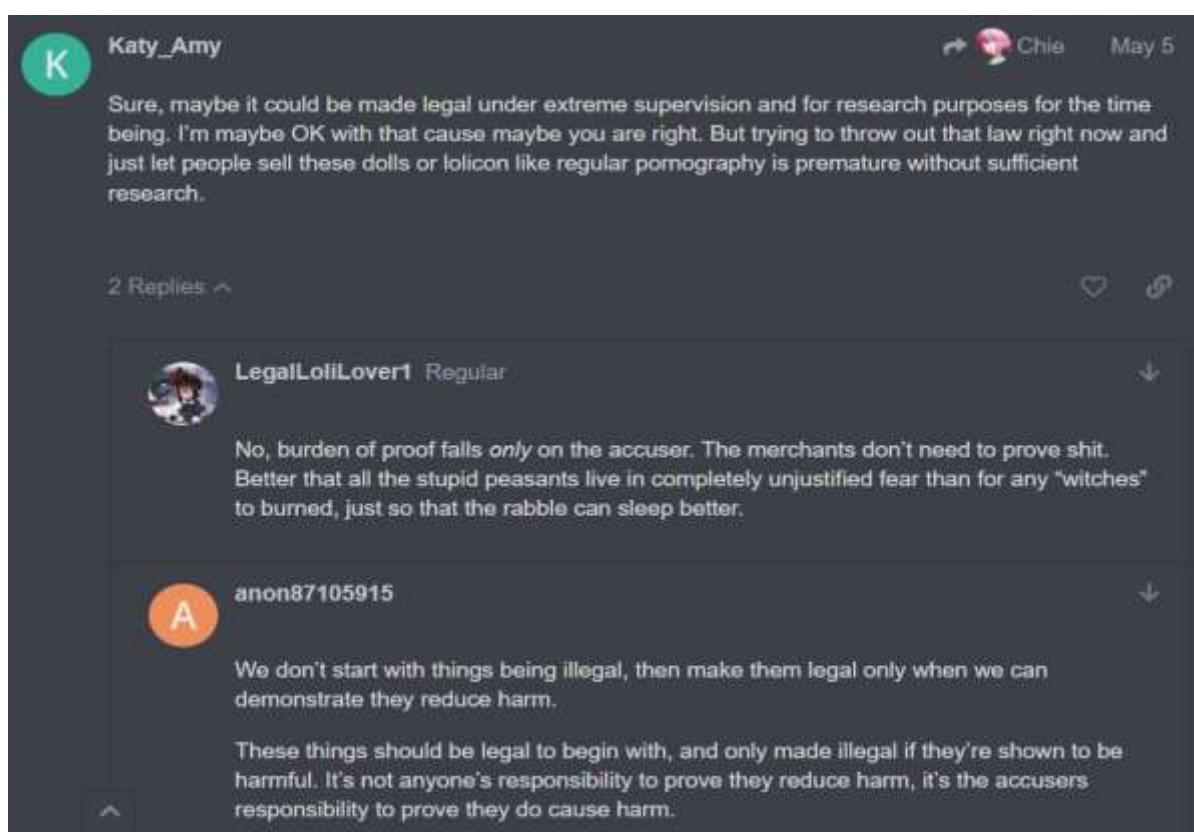 K
Katy_Amy
Chie
May 5
Sure, maybe it could be made legal under extreme supervision and for research purposes for the time
being. I'm maybe OK with that cause maybe you are right. But trying to throw out that law right now and
just let people sell these dolls or lolicon like regular pornography is premature without sufficient
research.
2 Replies
LegalLoliLover1 Regular
No, burden of proof falls only on the accuser. The merchants don't need to prove shit.
Better that all the stupid peasants live in completely unjustified fear than for any "witches"
to burned, just so that the rabble can sleep better.
A
anon87105915
We don't start with things being illegal, then make them legal only when we can
demonstrate they reduce harm.
These things should be legal to begin with, and only made illegal if they're shown to be
harmful. It's not anyone's responsibility to prove they reduce harm, it's the accusers
responsibility to prove they do cause harm.